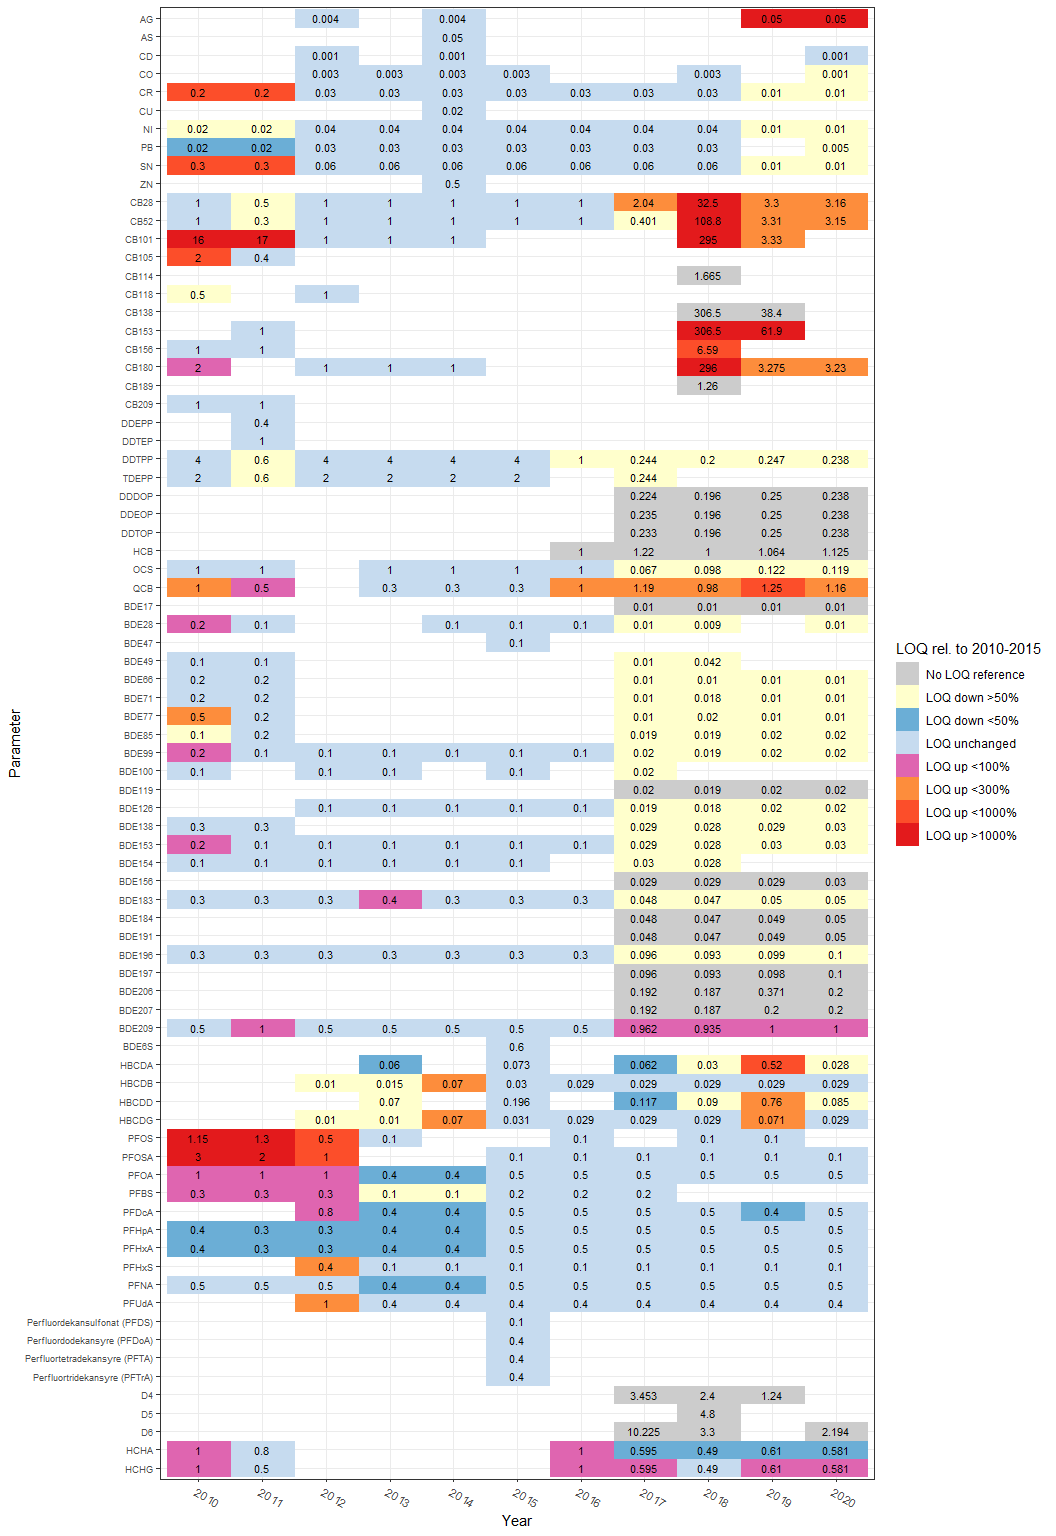 AG 0.004 0.004 0.05 0.05
AS 0.05
CD 0.001 0.001 0.001
CO 0.003 0.003 0.003 0.003 0.003 0.001
CR 0.2 0.2 0.03 0.03 0.03 0.03 0.03 0.03 0.03 0.01 0.01
CU 0.02
NI 0.02 0.02 0.04 0.04 0.04 0.04 0.04 0.04 0.04 0.01 0.01
PB 0.02 0.02 0.03 0.03 0.03 0.03 0.03 0.03 0.03 0.005
SN 0.3 0.3 0.06 0.06 0.06 0.06 0.06 0.06 0.06 0.01 0.01
ZN 0.5
CB28 1 0.5 1 1 1 1 1 2.04 32.5 3.3 3.16
CB52 1 0.3 1 1 1 1 1 0.401 108.8 3.31 3.15
CB101 16 17 1 1 1 295 3.33
CB105 2 0.4
CB114 1.665
CB118 0.5 1
CB138 306.5 38.4
CB153 1 306.5 61.9
CB156 1 1 6.59
CB180 2 1 1 1 296 3.275 3.23
CB189 1.26
CB209 1 1
DDEPP 0.4
DDTEP 1
DDTPP 4 0.6 4 4 4 4 1 0.244 0.2 0.247 0.238
TDEPP 2 0.6 2 2 2 2 0.244
DDDOP 0.224 0.196 0.25 0.238
DDEOP 0.235 0.196 0.25 0.238
DDTOP 0.233 0.196 0.25 0.238
HCB 1 1.22 1 1.064 1.125
OCS 1 1 1 1 1 1 0.067 0.098 0.122 0.119
QCB 1 0.5 0.3 0.3 0.3 1 1.19 0.98 1.25 1.16
BDE17 0.01 0.01 0.01 0.01
BDE28 0.2 0.1 0.1 0.1 0.1 0.01 0.009 0.01
BDE47 0.1
BDE49 0.1 0.1 0.01 0.042
BDE66 0.2 0.2 0.01 0.01 0.01 0.01
BDE71 0.2 0.2 0.01 0.018 0.01 0.01
BDE77 0.5 0.2 0.01 0.02 0.01 0.01
BDE85 0.1 0.2 0.019 0.019 0.02 0.02
BDE99 0.2 0.1 0.1 0.1 0.1 0.1 0.1 0.02 0.019 0.02 0.02
BDE100 0.1 0.1 0.1 0.1 0.02
BDE119 0.02 0.019 0.02 0.02
BDE126 0.1 0.1 0.1 0.1 0.1 0.019 0.018 0.02 0.02
BDE138 0.3 0.3 0.029 0.028 0.029 0.03
BDE153 0.2 0.1 0.1 0.1 0.1 0.1 0.1 0.029 0.028 0.03 0.03
BDE154 0.1 0.1 0.1 0.1 0.1 0.1 0.03 0.028
BDE156 0.029 0.029 0.029 0.03
BDE183 0.3 0.3 0.3 0.4 0.3 0.3 0.3 0.048 0.047 0.05 0.05
BDE184 0.048 0.047 0.049 0.05
BDE191 0.048 0.047 0.049 0.05
BDE196 0.3 0.3 0.3 0.3 0.3 0.3 0.3 0.096 0.093 0.099 0.1
BDE197 0.096 0.093 0.098 0.1
BDE206 0.192 0.187 0.371 0.2
BDE207 0.192 0.187 0.2 0.2
BDE209 0.5 1 0.5 0.5 0.5 0.5 0.5 0.962 0.935 1 1
BDE6S 0.6
HBCDA 0.06 0.073 0.062 0.03 0.52 0.028
HBCDB 0.01 0.015 0.07 0.03 0.029 0.029 0.029 0.029 0.029
HBCDD 0.07 0.196 0.117 0.09 0.76 0.085
HBCDG 0.01 0.01 0.07 0.031 0.029 0.029 0.029 0.071 0.029
PFOS 1.15 1.3 0.5 0.1 0.1 0.1 0.1
PFOSA 3 2 1 0.1 0.1 0.1 0.1 0.1 0.1
PFOA 1 1 1 0.4 0.4 0.5 0.5 0.5 0.5 0.5 0.5
PFBS 0.3 0.3 0.3 0.1 0.1 0.2 0.2 0.2
PFDcA 0.8 0.4 0.4 0.5 0.5 0.5 0.5 0.4 0.5
PFHpA 0.4 0.3 0.3 0.4 0.4 0.5 0.5 0.5 0.5 0.5 0.5
PFHxA 0.4 0.3 0.3 0.4 0.4 0.5 0.5 0.5 0.5 0.5 0.5
PFHxS 0.4 0.1 0.1 0.1 0.1 0.1 0.1 0.1 0.1
PFNA 0.5 0.5 0.5 0.4 0.4 0.5 0.5 0.5 0.5 0.5 0.5
PFUdA 1 0.4 0.4 0.4 0.4 0.4 0.4 0.4 0.4
Perfluordekansulfonat (PFDS) 0.1
Perfluordodekansyre (PFDoA) 0.4
Perfluortetradekansyre (PFTA) 0.4
Perfluortridekansyre (PFTrA) 0.4
D4 3.453 2.4 1.24
D5 4.8
D6 10.225 3.3 2.194
HCHA 1 0.8 1 0.595 0.49 0.61 0.581
HCHG 1 0.5 1 0.595 0.49 0.61 0.581
2010 2011 2012 2013 2014 2015 2016 2017 2018 2019 2020
Year
Parameter
LOQ rel. to 2010-2015
No LOQ reference
LOQ down >50%
LOQ down <50%
LOQ unchanged
LOQ up <100%
LOQ up <300%
LOQ up <1000%
LOQ up >1000%